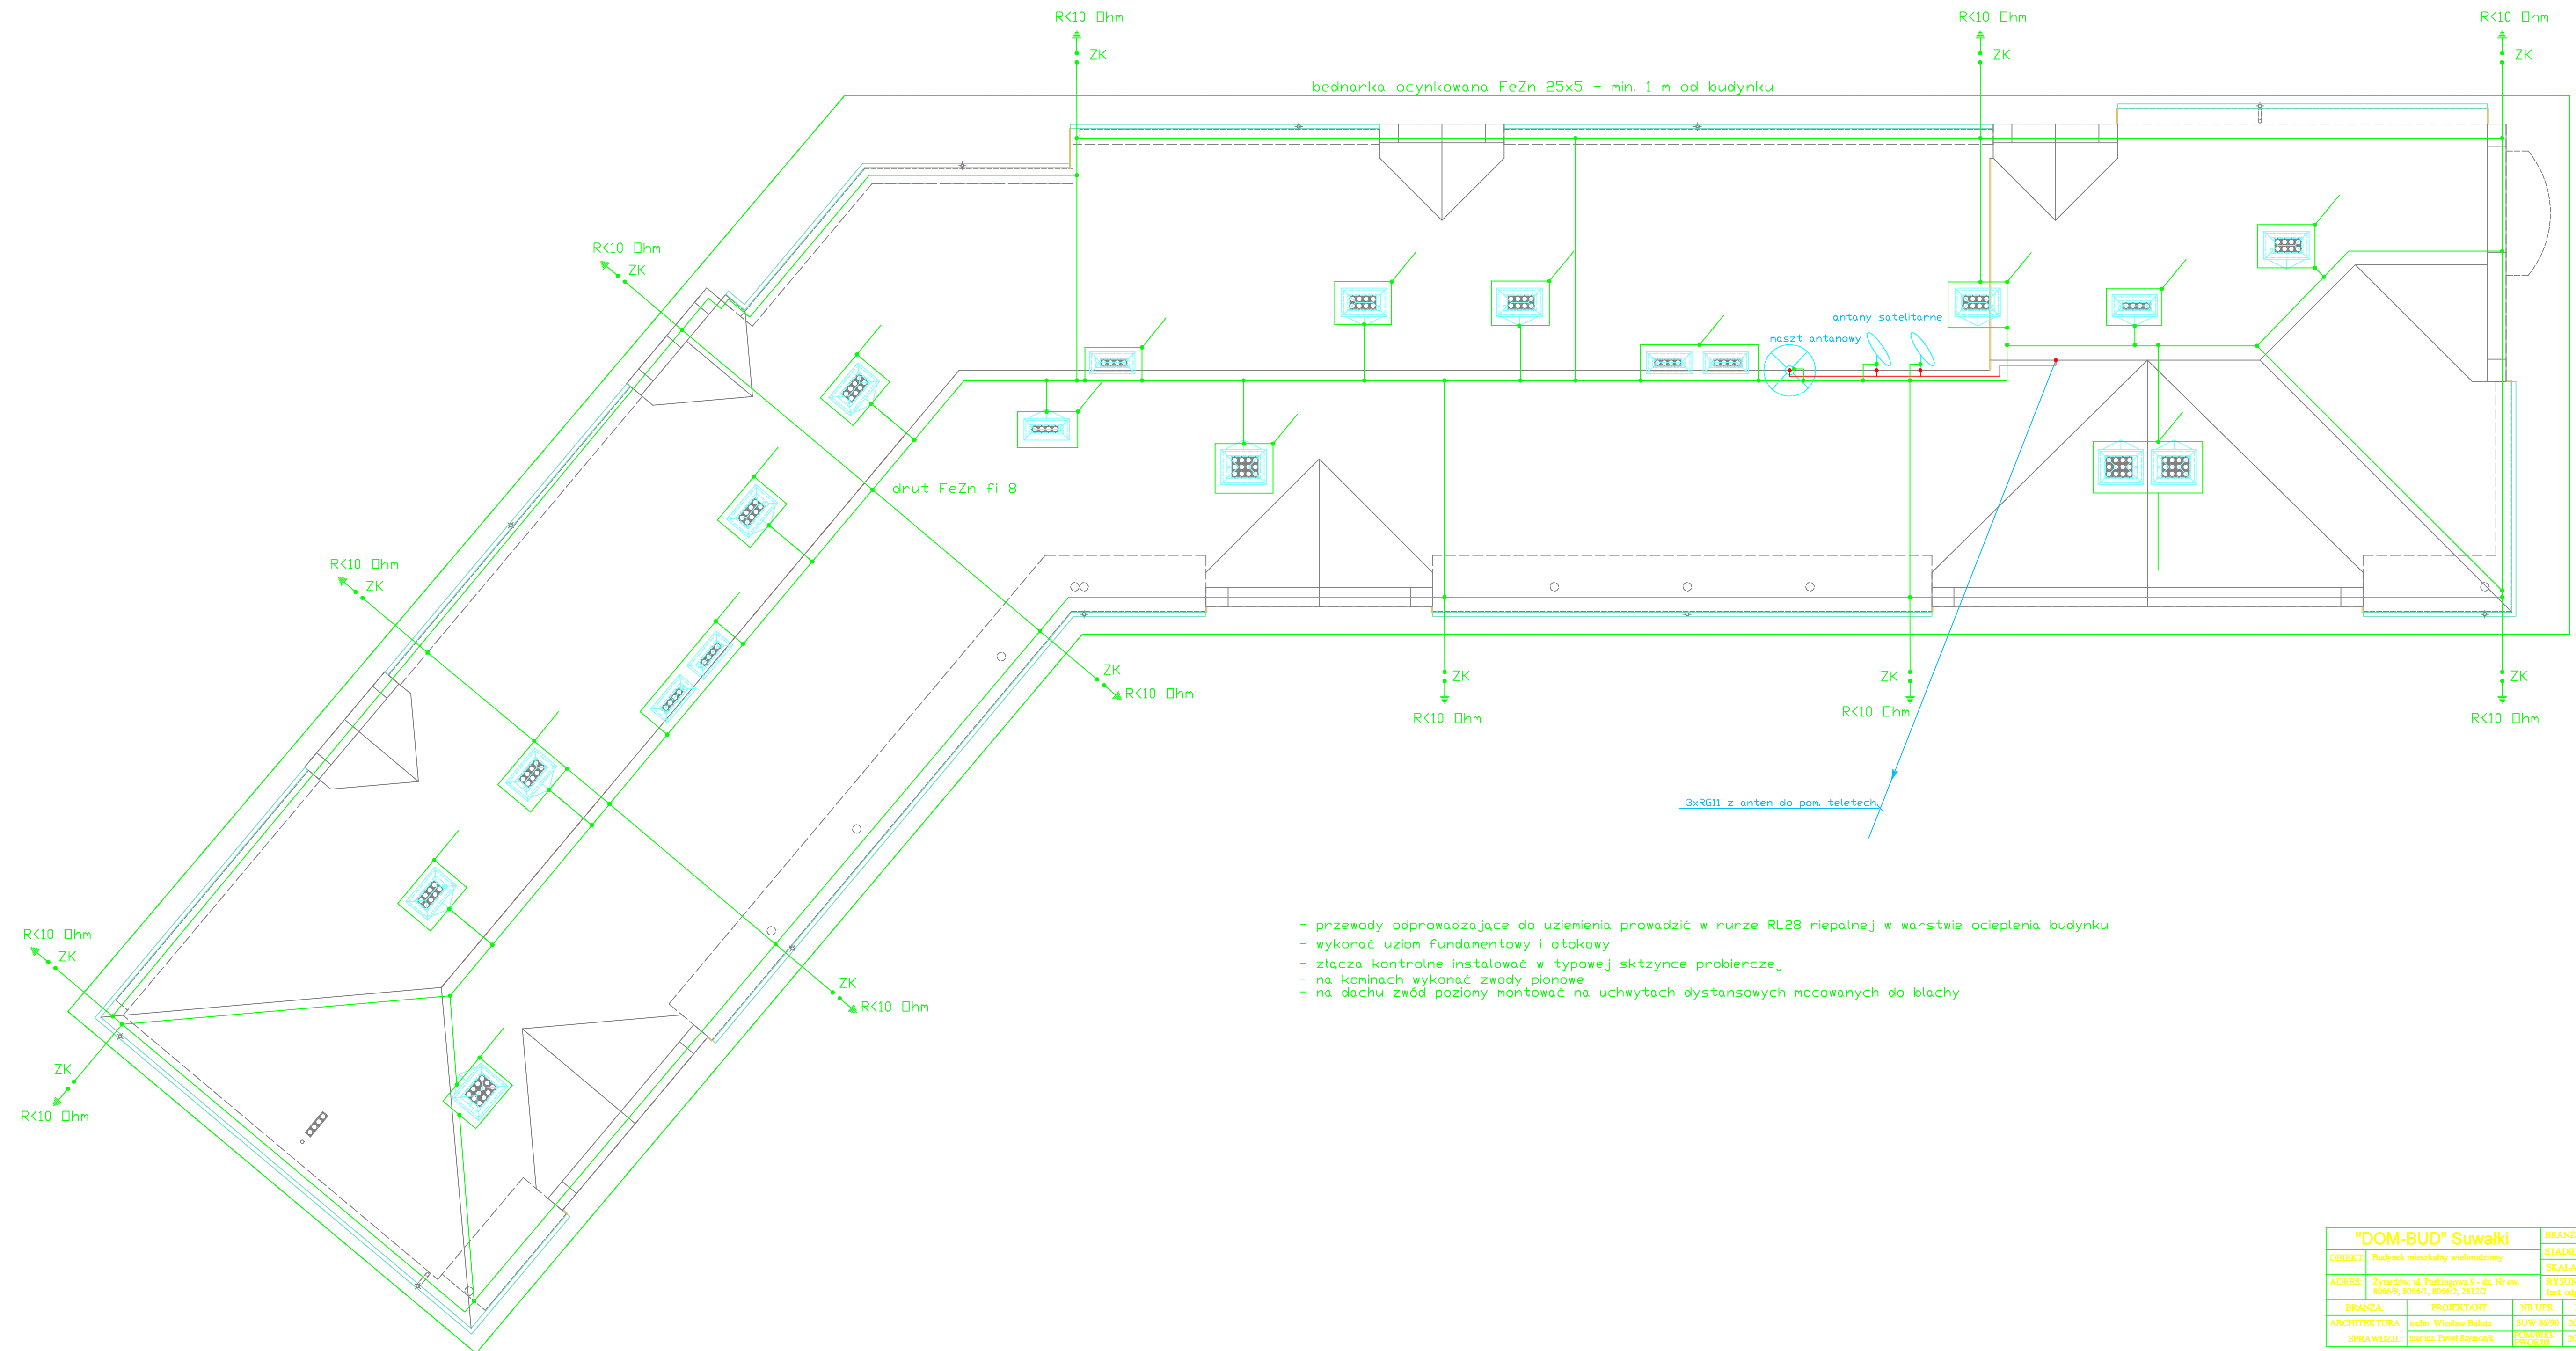 R<10 Ohm
R<10 Ohm
R<10 Ohm
ZK
ZK
ZK
bednarka ocynkowana FeZn 25x5 - min. 1 m od budynku
R<10 Ohm
ZK
antany satelitarne
maszt antanowy
drut FeZn fi 8
R<10 Ohm
ZK
ZK
R<10 Ohm
ZK
R<10 Ohm
ZK
R<10 Ohm
ZK
R<10 Ohm
3xRG11 z anten do pom. teletech.
R<10 Ohm
ZK
ZK
R<10 Ohm
ZK
R<10 Ohm
- przewody odprowadzające do uziemienia prowadzić w rurze RL28 niepalnej w warstwie ocieplenia budynku
- wykonać uziom fundamentowy i otokowy
- złącza kontrolne instalować w typowej sktzynce probierczej
- na kominach wykonać zwody pionowe
- na dachu zwód poziomy montować na uchwytach dystansowych mocowanych do blachy
"DOM-BUD" Suwałki
OBIEKT: Budynek mieszkalny wielorodzinny
SKALA
ADRES:
BRANŻA: PROJEKTANT: NR UPR.
ARCHITEKTURA
SPRAWDZIŁ: